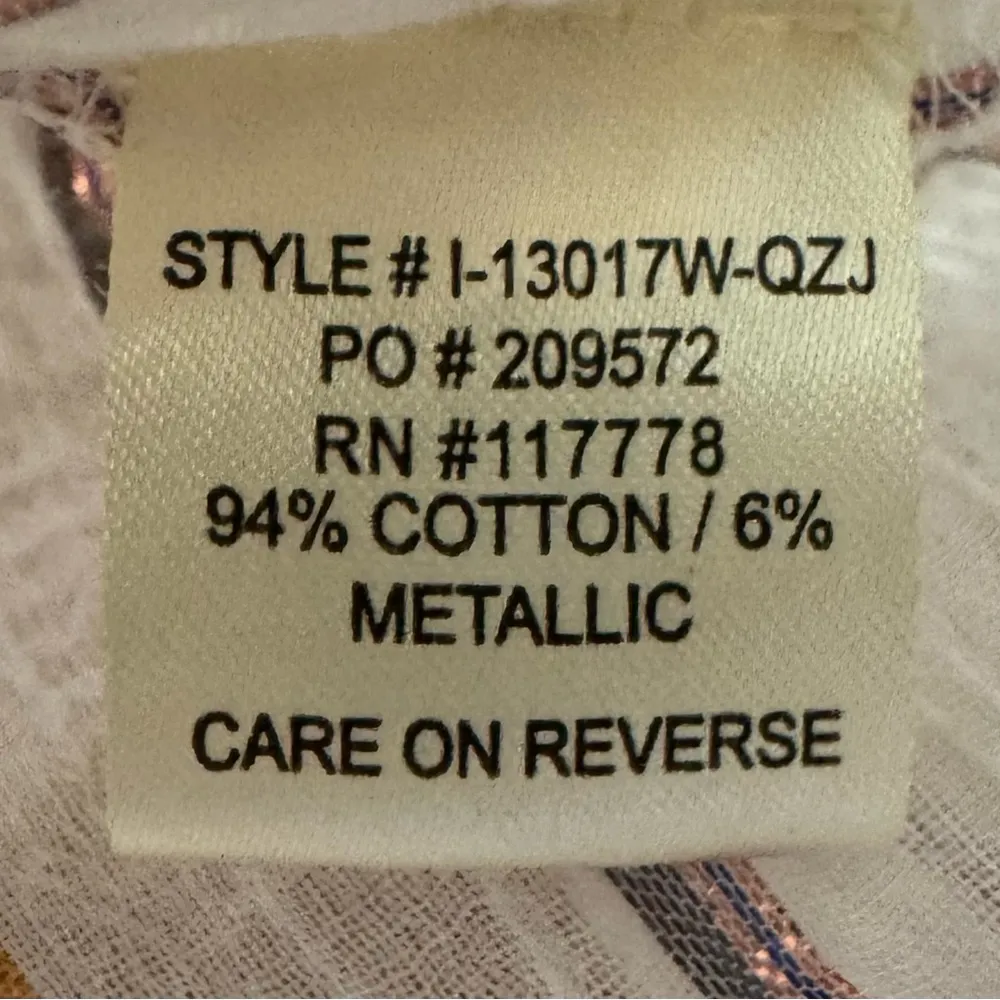 STYLE # I-13017W-QZJ
PO # 209572
RN #117778
94% COTTON / 6%
METALLIC
CARE ON REVERSE